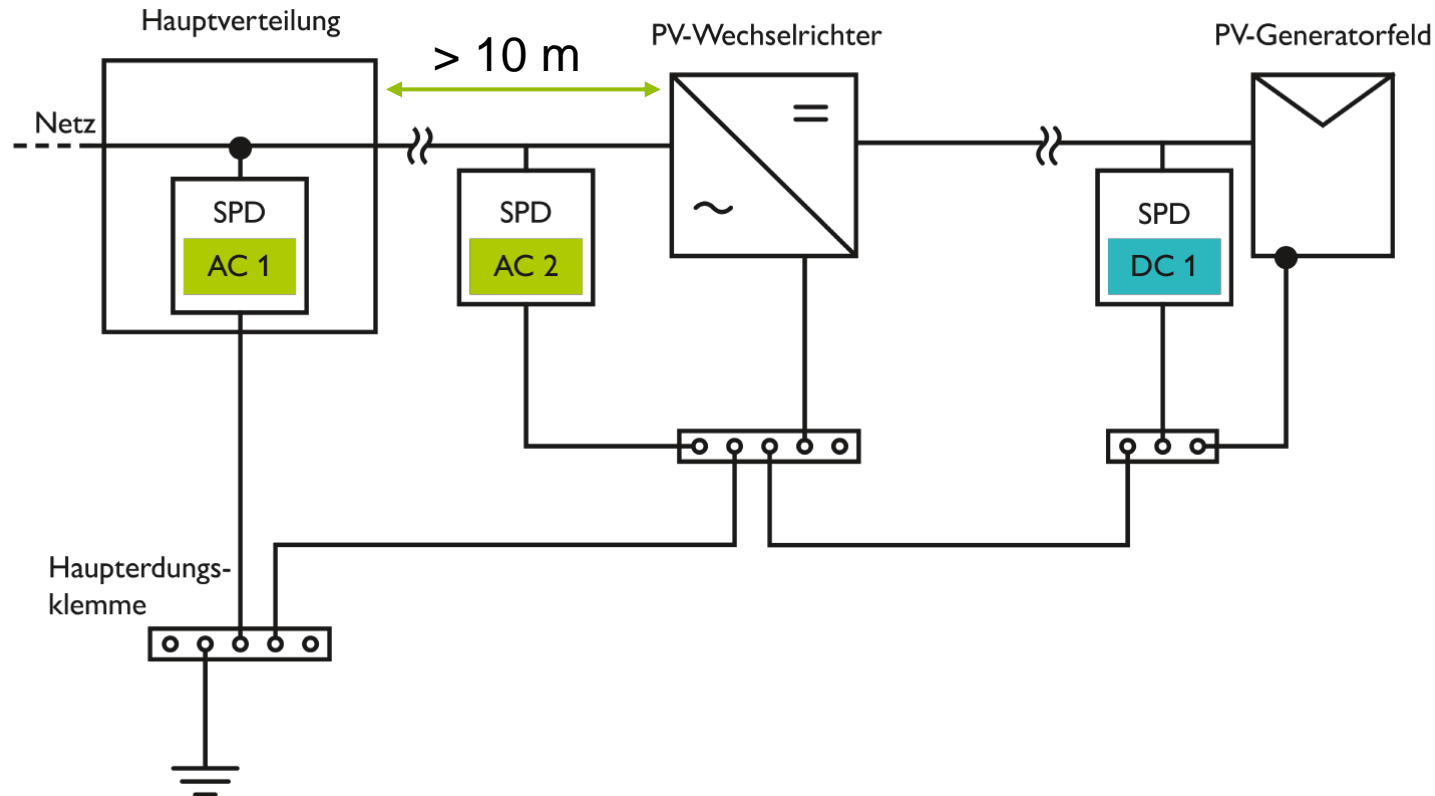 Hauptverteilung
> 10 m
PV-Wechselrichter
PV-Generatorfeld
Netz
SPD
AC 1
SPD
AC 2
SPD
DC 1
Haupterdungs-
klemme